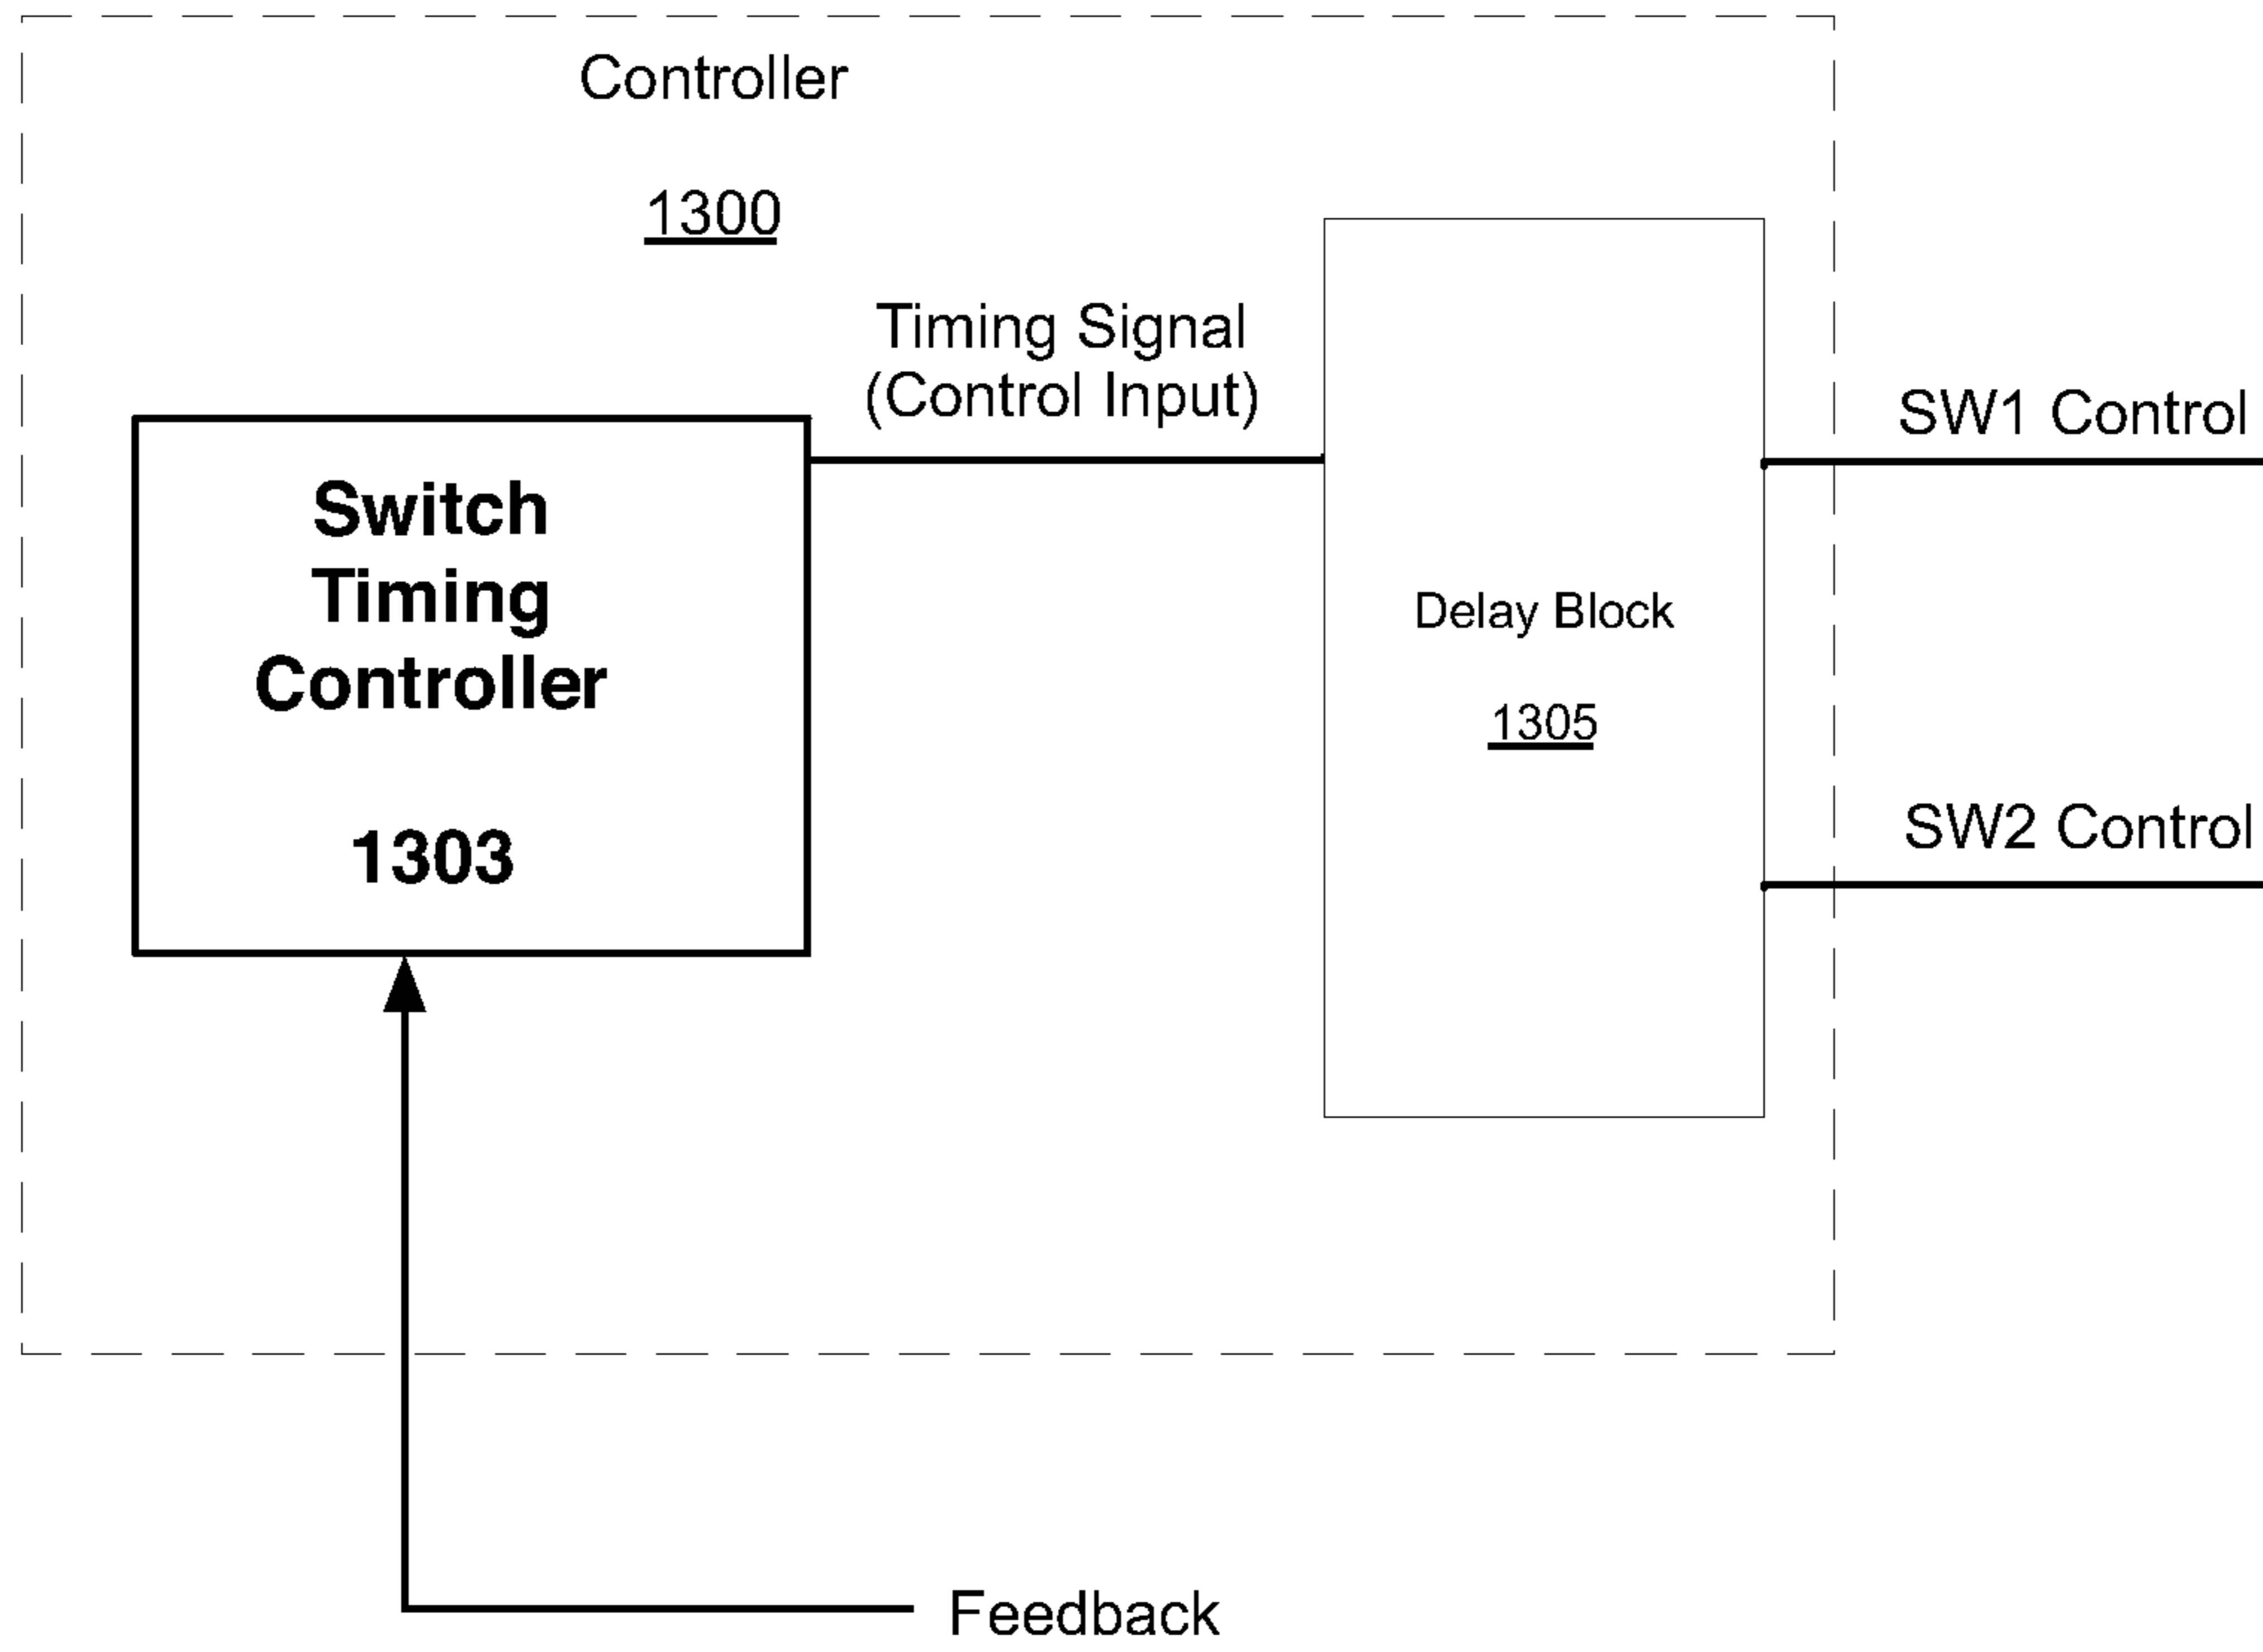 Controller
1300
Timing Signal
(Control Input)
SW1 Control
Switch
Timing
Controller
1303
Delay Block
1305
SW2 Control
Feedback